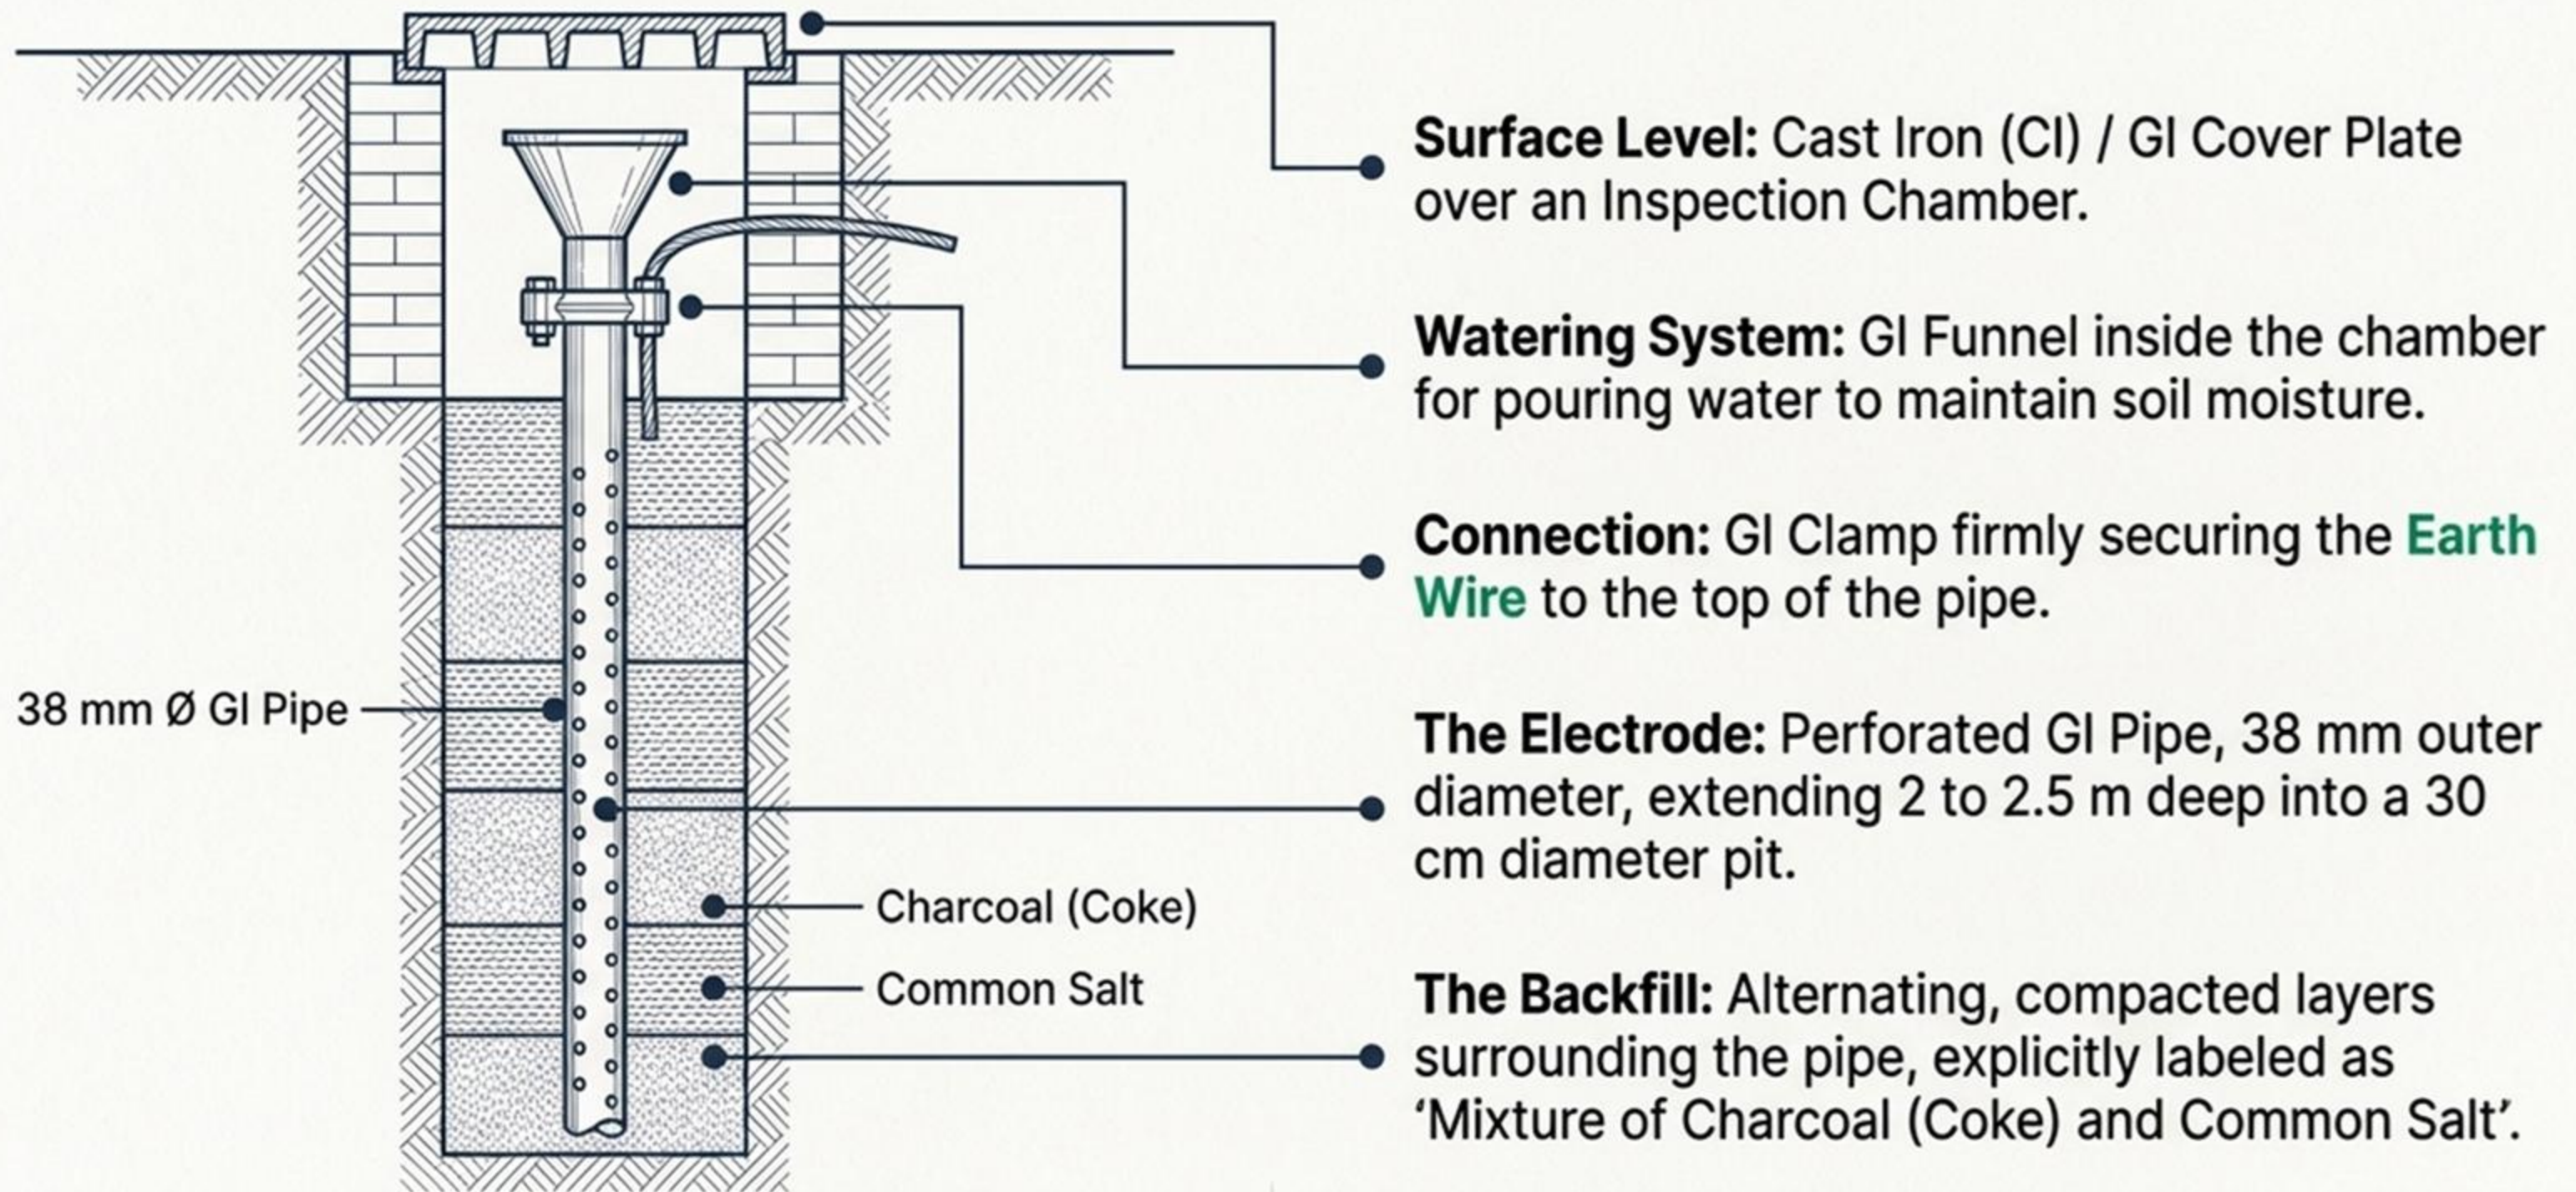 Surface Level: Cast Iron (CI) / GI Cover Plate
over an Inspection Chamber.
Watering System: GI Funnel inside the chamber
for pouring water to maintain soil moisture.
Connection: GI Clamp firmly securing the Earth
Wire to the top of the pipe.
38 mm Ø GI Pipe
The Electrode: Perforated GI Pipe, 38 mm outer
diameter, extending 2 to 2.5 m deep into a 30
cm diameter pit.
Charcoal (Coke)
Common Salt
The Backfill: Alternating, compacted layers
surrounding the pipe, explicitly labeled as
‘Mixture of Charcoal (Coke) and Common Salt’.